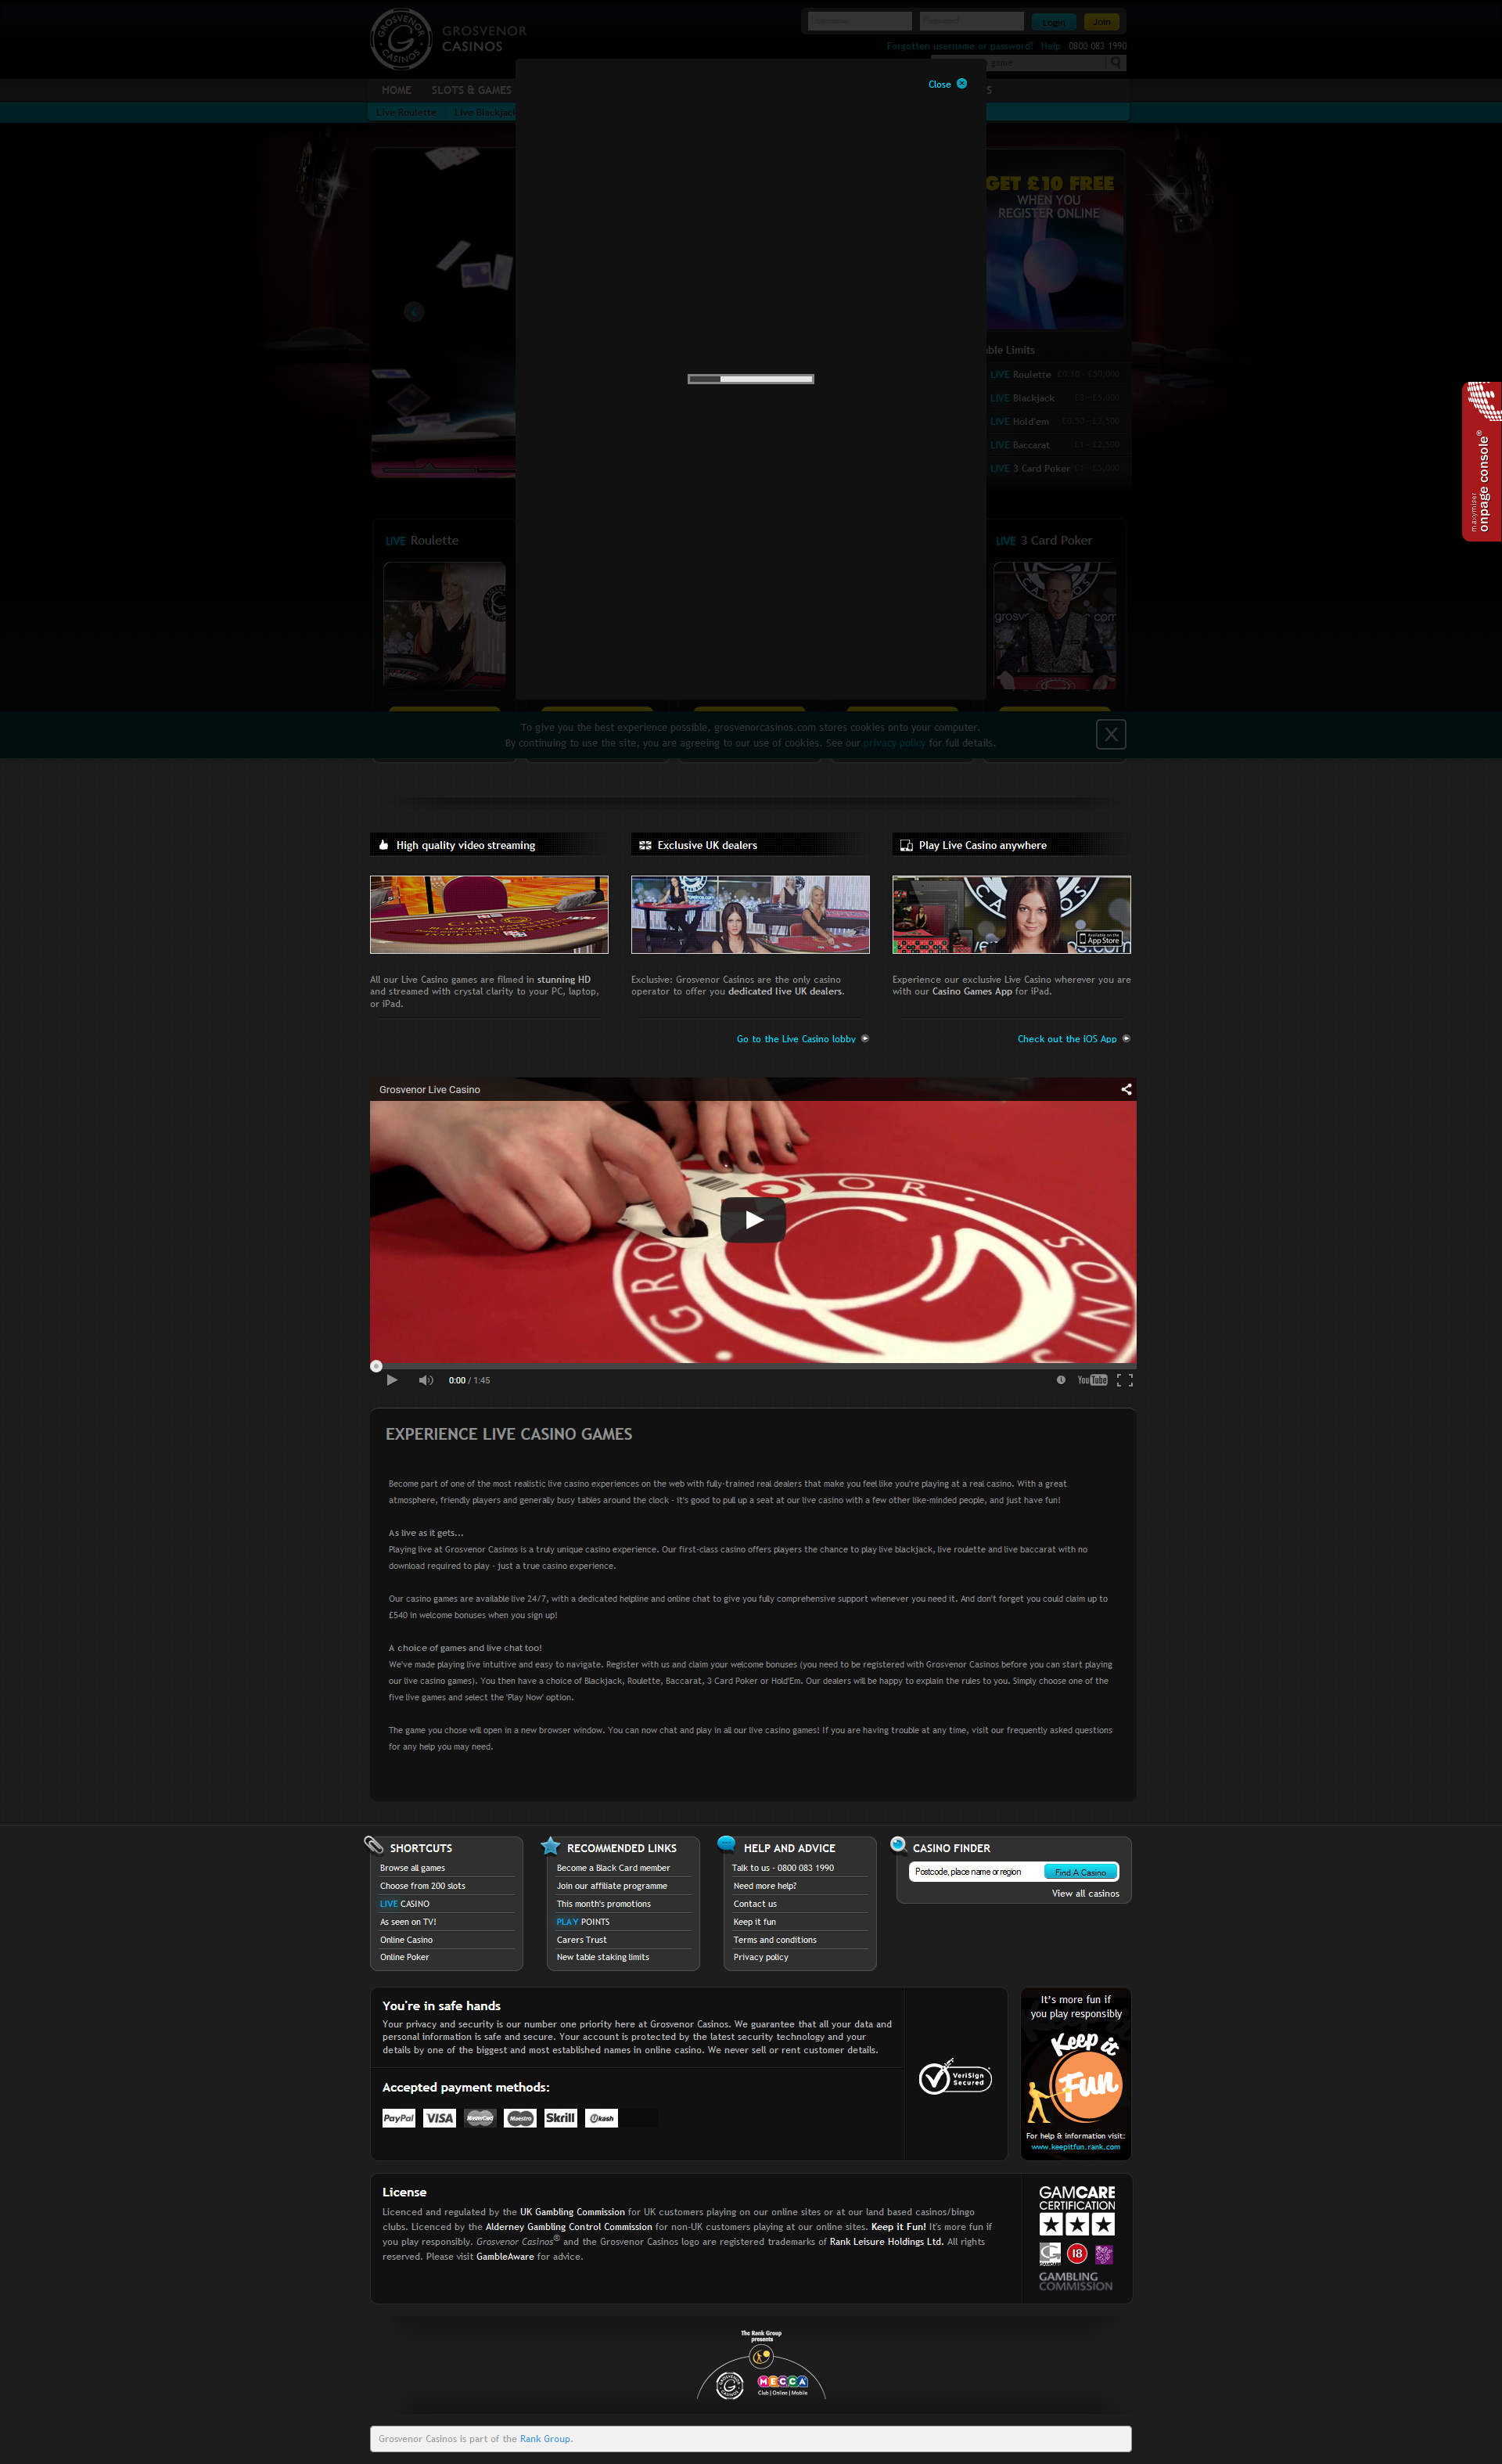 GROSVENOR
CASINOS
Username
Password
Login
Join
Forgotten username or password? Help 0800 083 1990
game
HOME
SLOTS & GAMES
Close
Live Roulette
Live Blackjack
GET £10 FREE
WHEN YOU
REGISTER ONLINE
ble Limits
LIVE Roulette £0.10 - £50,000
LIVE Blackjack
LIVE Hold'em £0.50 - £2,500
LIVE Baccarat £1 - £2,500
LIVE 3 Card Poker £1 - £5,000
maxymiser
onpage console®
LIVE Roulette
LIVE 3 Card Poker
To give you the best experience possible, grosvenorcasinos.com stores cookies onto your computer.
By continuing to use the site, you are agreeing to our use of cookies. See our privacy policy for full details.
X
High quality video streaming
Exclusive UK dealers
Play Live Casino anywhere
Available on the
App Store
All our Live Casino games are filmed in stunning HD
and streamed with crystal clarity to your PC, laptop,
or iPad.
Exclusive: Grosvenor Casinos are the only casino
operator to offer you dedicated live UK dealers.
Experience our exclusive Live Casino wherever you are
with our Casino Games App for iPad.
Go to the Live Casino lobby
Check out the iOS App
Grosvenor Live Casino
0:00 / 1:45
YouTube
EXPERIENCE LIVE CASINO GAMES
Become part of one of the most realistic live casino experiences on the web with fully-trained real dealers that make you feel like you're playing at a real casino. With a great
atmosphere, friendly players and generally busy tables around the clock - it's good to pull up a seat at our live casino with a few other like-minded people, and just have fun!
As live as it gets...
Playing live at Grosvenor Casinos is a truly unique casino experience. Our first-class casino offers players the chance to play live blackjack, live roulette and live baccarat with no
download required to play - just a true casino experience.
Our casino games are available live 24/7, with a dedicated helpline and online chat to give you fully comprehensive support whenever you need it. And don't forget you could claim up to
£540 in welcome bonuses when you sign up!
A choice of games and live chat too!
We've made playing live intuitive and easy to navigate. Register with us and claim your welcome bonuses (you need to be registered with Grosvenor Casinos before you can start playing
our live casino games). You then have a choice of Blackjack, Roulette, Baccarat, 3 Card Poker or Hold'Em. Our dealers will be happy to explain the rules to you. Simply choose one of the
five live games and select the 'Play Now' option.
The game you chose will open in a new browser window. You can now chat and play in all our live casino games! If you are having trouble at any time, visit our frequently asked questions
for any help you may need.
SHORTCUTS
Browse all games
Choose from 200 slots
LIVE CASINO
As seen on TV!
Online Casino
Online Poker
RECOMMENDED LINKS
Become a Black Card member
Join our affiliate programme
This month's promotions
PLAY POINTS
Carers Trust
New table staking limits
HELP AND ADVICE
Talk to us - 0800 083 1990
Need more help?
Contact us
Keep it fun
Terms and conditions
Privacy policy
CASINO FINDER
Postcode, place name or region
Find A Casino
View all casinos
You're in safe hands
Your privacy and security is our number one priority here at Grosvenor Casinos. We guarantee that all your data and
personal information is safe and secure. Your account is protected by the latest security technology and your
details by one of the biggest and most established names in online casino. We never sell or rent customer details.
Accepted payment methods:
PayPal
VISA
MasterCard
Maestro
Skrill
Ukash
VeriSign
Secured
It's more fun if
you play responsibly
Keep it
Fun
For help & information visit:
www.keepitfun.rank.com
License
Licenced and regulated by the UK Gambling Commission for UK customers playing on our online sites or at our land based casinos/bingo
clubs. Licenced by the Alderney Gambling Control Commission for non-UK customers playing at our online sites. Keep it Fun! It's more fun if
you play responsibly. Grosvenor Casinos® and the Grosvenor Casinos logo are registered trademarks of Rank Leisure Holdings Ltd. All rights
reserved. Please visit GambleAware for advice.
GAMCARE
CERTIFICATION
18
GAMBLING
COMMISSION
The Rank Group
presents
GROSVENOR
CASINOS
MECCA
Club | Online | Mobile
Grosvenor Casinos is part of the Rank Group.